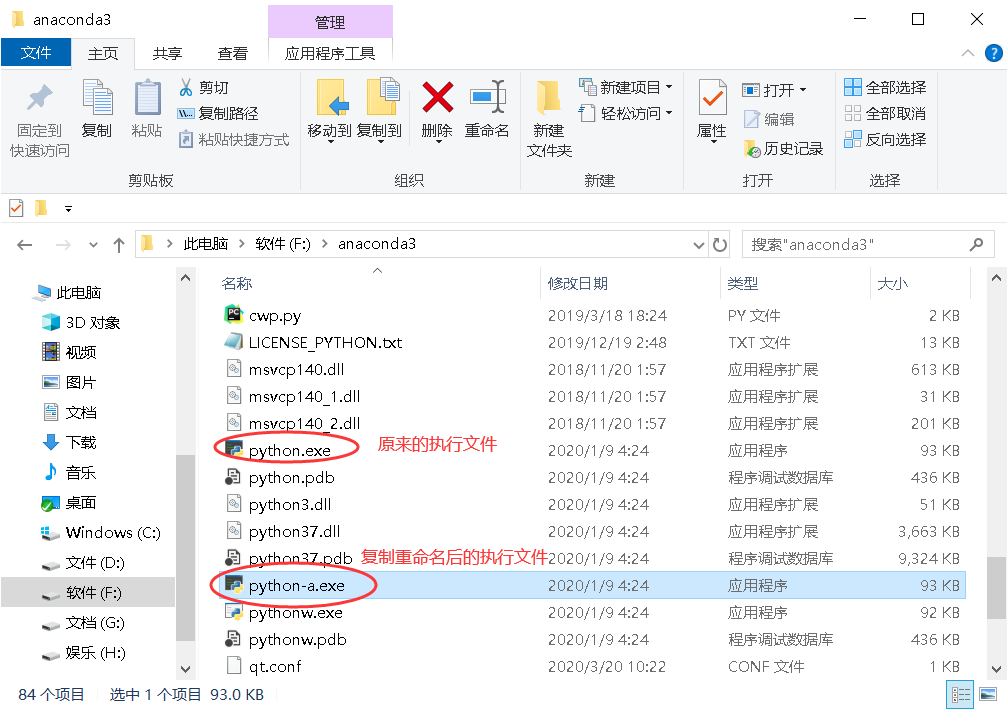 anaconda3
管理
文件 主页 共享 查看 应用程序工具
固定到快速访问
复制
粘贴
剪切
复制路径
粘贴快捷方式
剪贴板
移动到
复制到
删除
重命名
组织
新建文件夹
新建项目
轻松访问
新建
属性
打开
编辑
历史记录
打开
全部选择
全部取消
反向选择
选择
此电脑 > 软件 (F:) > anaconda3
搜索"anaconda3"
此电脑
3D 对象
视频
图片
文档
下载
音乐
桌面
Windows (C:)
文件 (D:)
软件 (F:)
文档 (G:)
娱乐 (H:)
名称 修改日期 类型 大小
cwp.py 2019/3/18 18:24 PY 文件 2 KB
LICENSE_PYTHON.txt 2019/12/19 2:48 TXT 文件 13 KB
msvcp140.dll 2018/11/20 1:57 应用程序扩展 613 KB
msvcp140_1.dll 2018/11/20 1:57 应用程序扩展 31 KB
msvcp140_2.dll 2018/11/20 1:57 应用程序扩展 201 KB
python.exe 原来的执行文件 2020/1/9 4:24 应用程序 93 KB
python.pdb 2020/1/9 4:24 程序调试数据库 436 KB
python3.dll 2020/1/9 4:24 应用程序扩展 51 KB
python37.dll 2020/1/9 4:24 应用程序扩展 3,663 KB
python37.pdb 复制重命名后的执行文件 2020/1/9 4:24 程序调试数据库 9,324 KB
python-a.exe 2020/1/9 4:24 应用程序 93 KB
pythonw.exe 2020/1/9 4:24 应用程序 92 KB
pythonw.pdb 2020/1/9 4:24 程序调试数据库 436 KB
qt.conf 2020/3/20 10:22 CONF 文件 1 KB
84 个项目 选中 1 个项目 93.0 KB